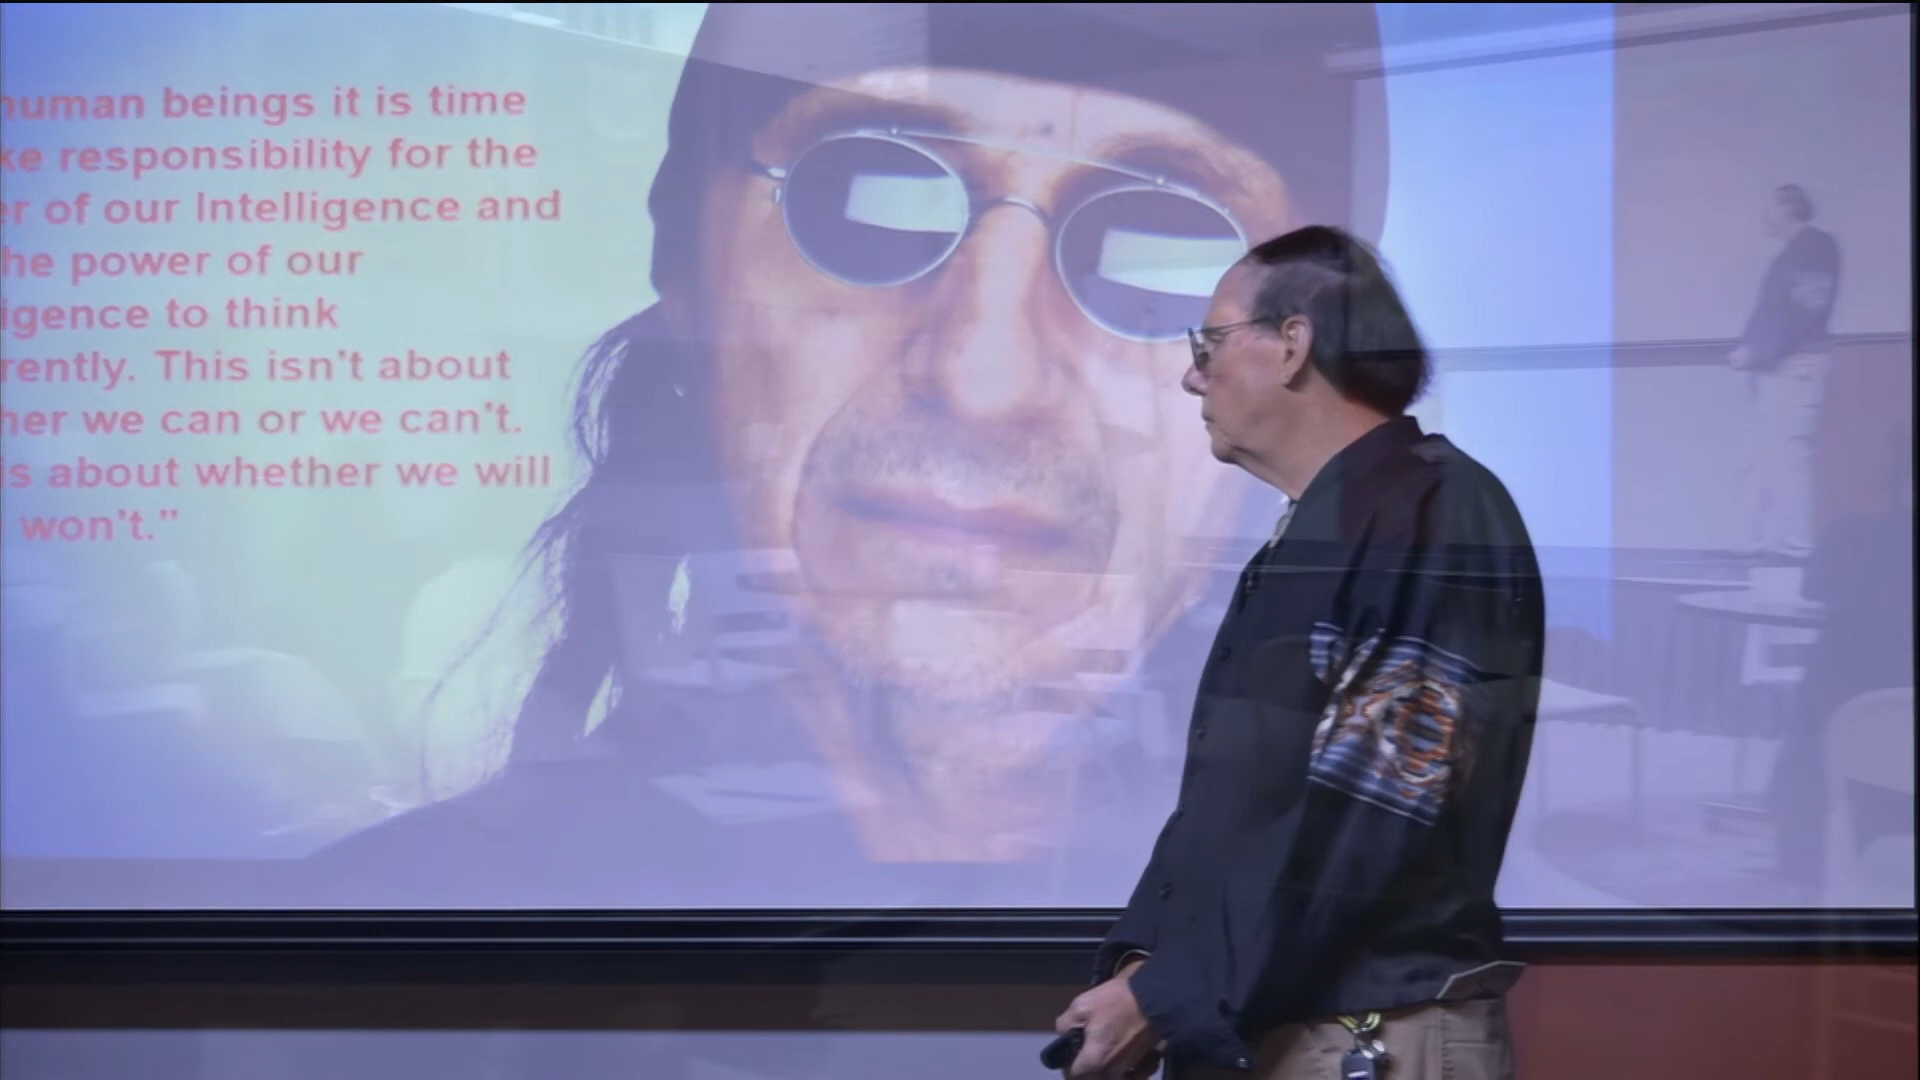 human beings it is time
ke responsibility for the
er of our Intelligence and
he power of our
igence to think
rently. This isn't about
her we can or we can't.
is about whether we will
won't."